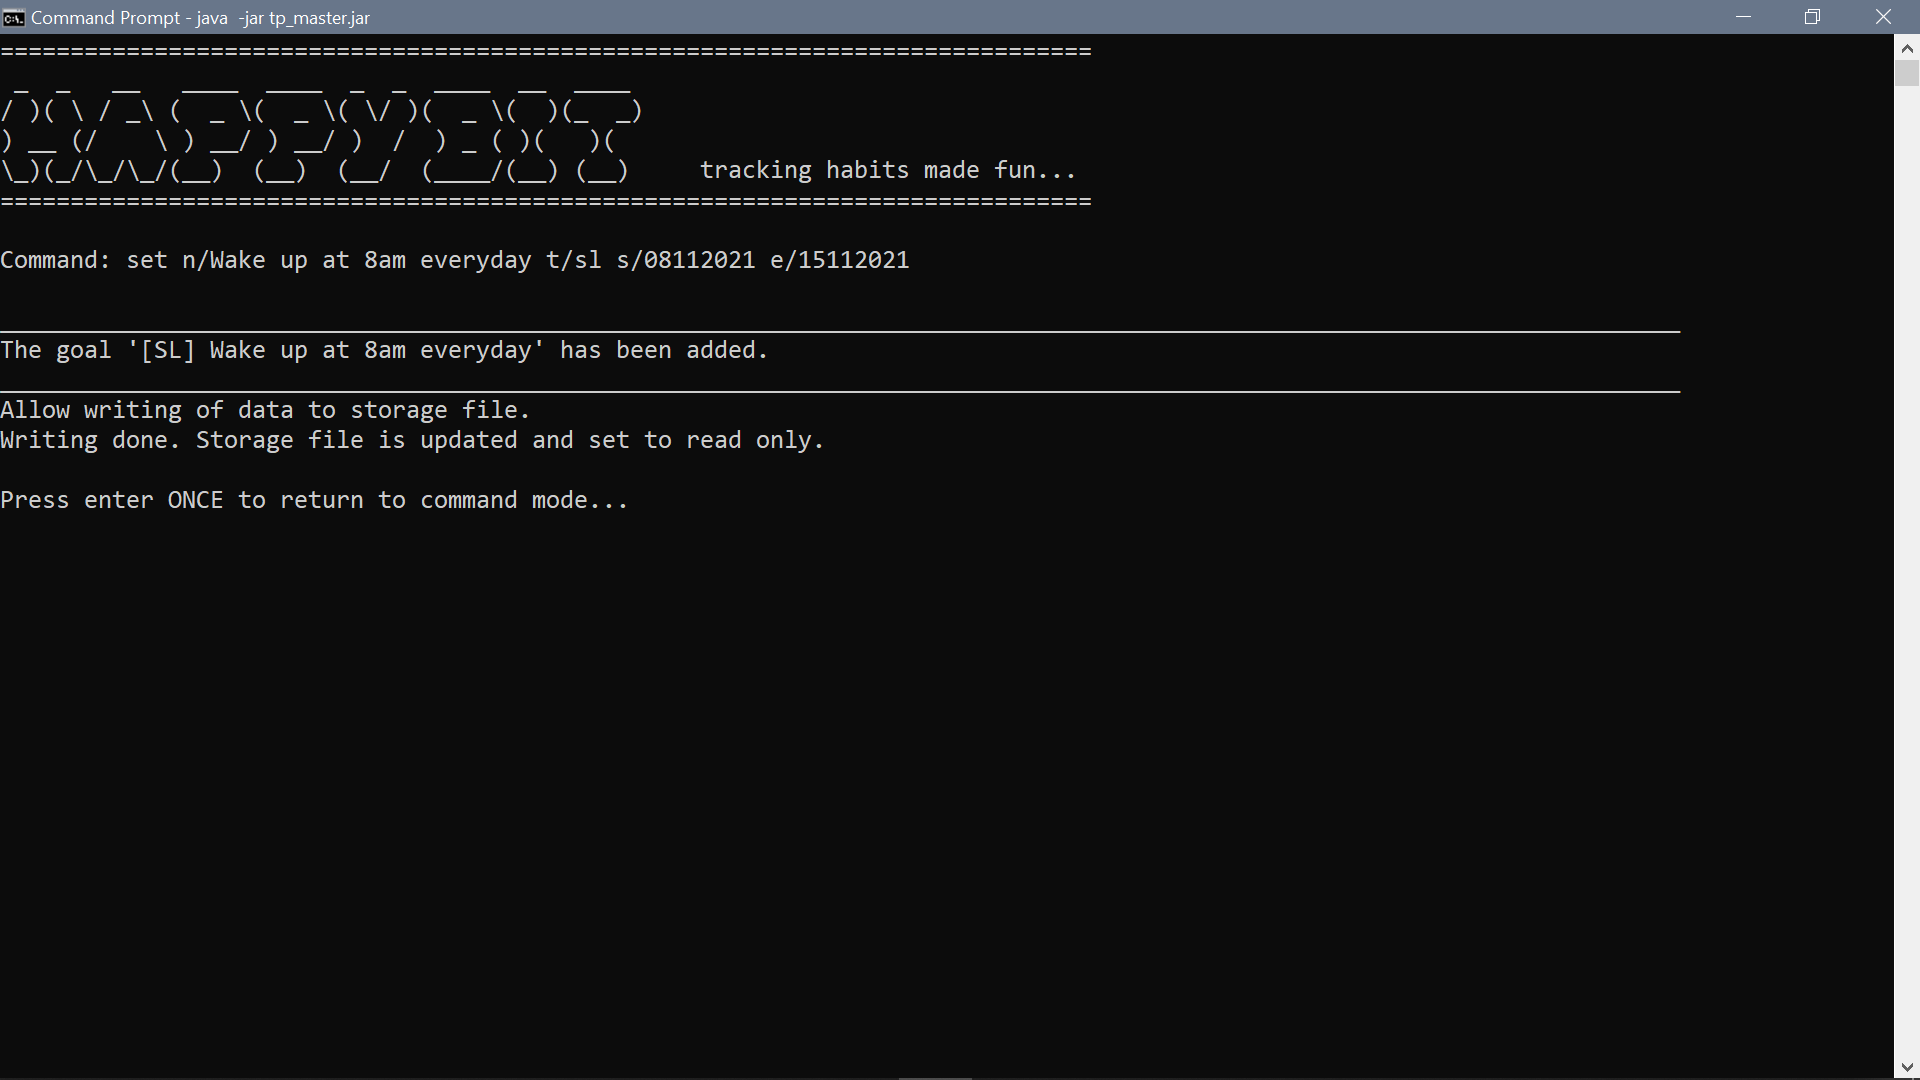 Command Prompt - java  -jar tp_master.jar
==============================================================================
 _  _   __   ____  ____  _  _  ____  __  ____
/ )( \ / _\ (  _ \(  _ \( \/ )(  _ \(  )(_  _)
) __ (/    \ ) __/ ) __/ )  /  ) _ ( )(   )(
\_)(_/\_/\_/(__)  (__)  (__/  (____/(__) (__)     tracking habits made fun...
==============================================================================
Command: set n/Wake up at 8am everyday t/sl s/08112021 e/15112021
________________________________________________________________________________________________________________________
The goal '[SL] Wake up at 8am everyday' has been added.
________________________________________________________________________________________________________________________
Allow writing of data to storage file.
Writing done. Storage file is updated and set to read only.
Press enter ONCE to return to command mode...